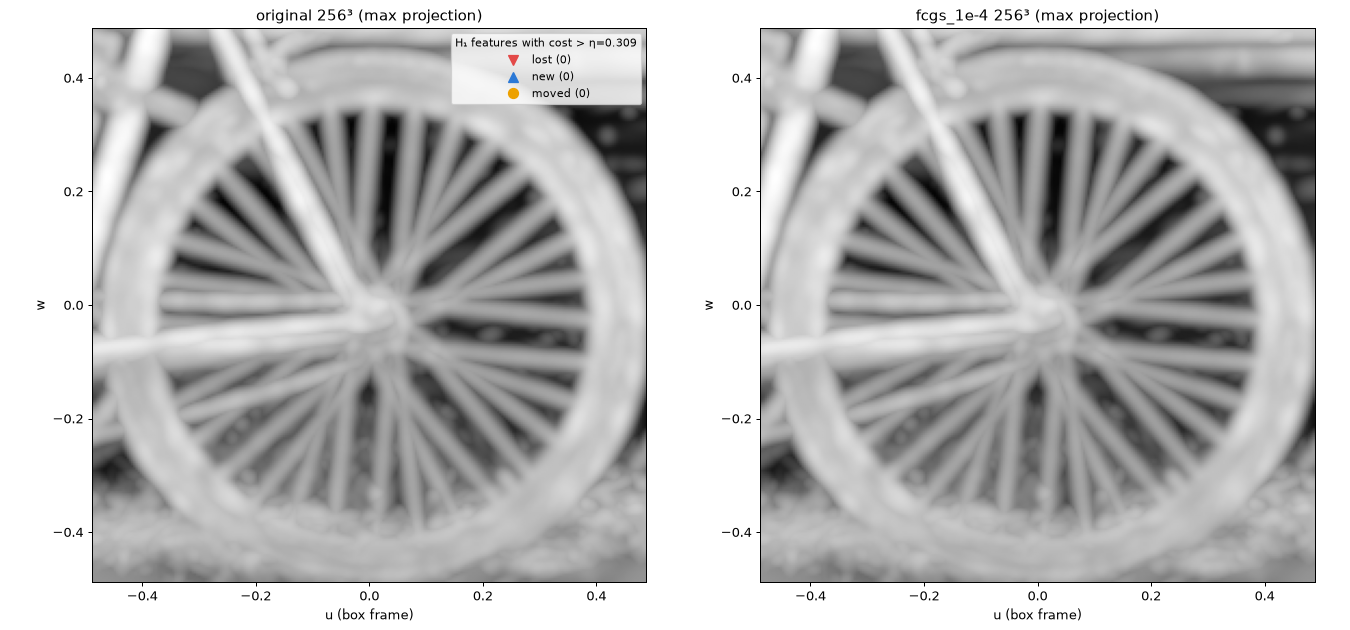 original 256³ (max projection)
H₁ features with cost > η=0.309
lost (0)
new (0)
moved (0)
0.4
0.2
0.0
−0.2
−0.4
w
−0.4
−0.2
0.0
0.2
0.4
u (box frame)
fcgs_1e-4 256³ (max projection)
0.4
0.2
0.0
−0.2
−0.4
w
−0.4
−0.2
0.0
0.2
0.4
u (box frame)